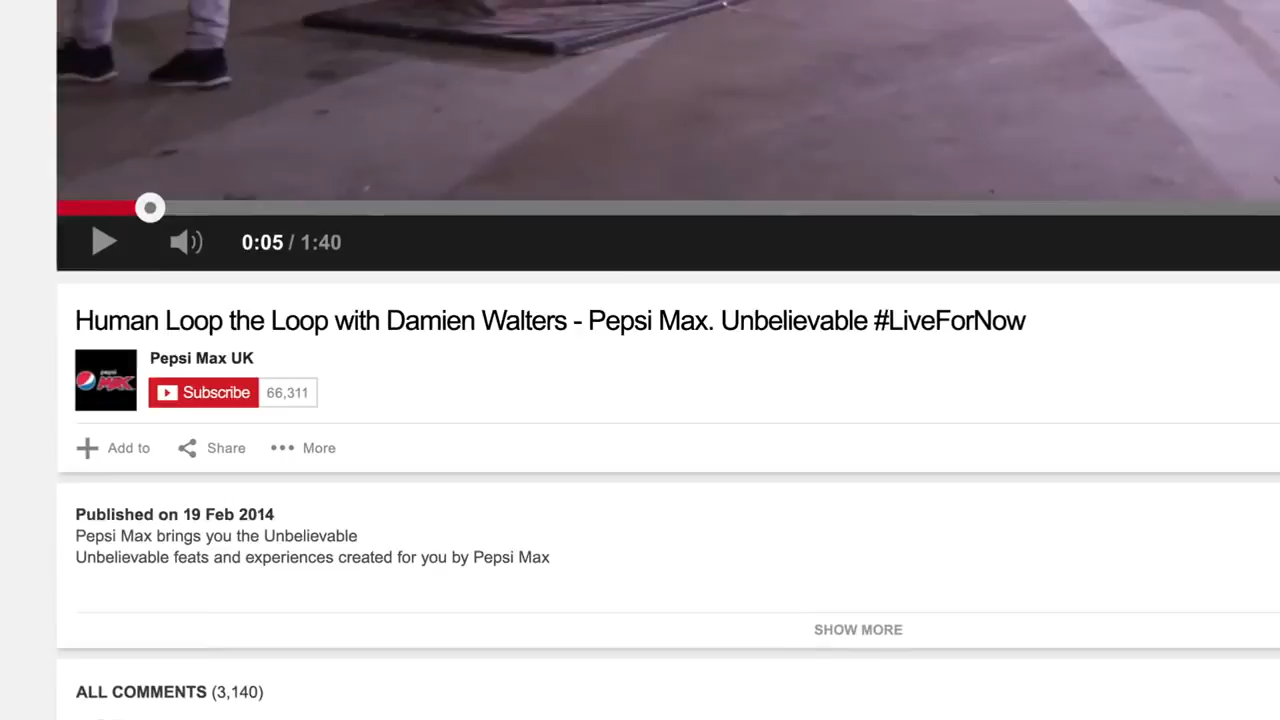 0:05 / 1:40
Human Loop the Loop with Damien Walters - Pepsi Max. Unbelievable #LiveForNow
pepsi
MAX
Pepsi Max UK
Subscribe 66,311
Add to Share More
Published on 19 Feb 2014
Pepsi Max brings you the Unbelievable
Unbelievable feats and experiences created for you by Pepsi Max
SHOW MORE
ALL COMMENTS (3,140)